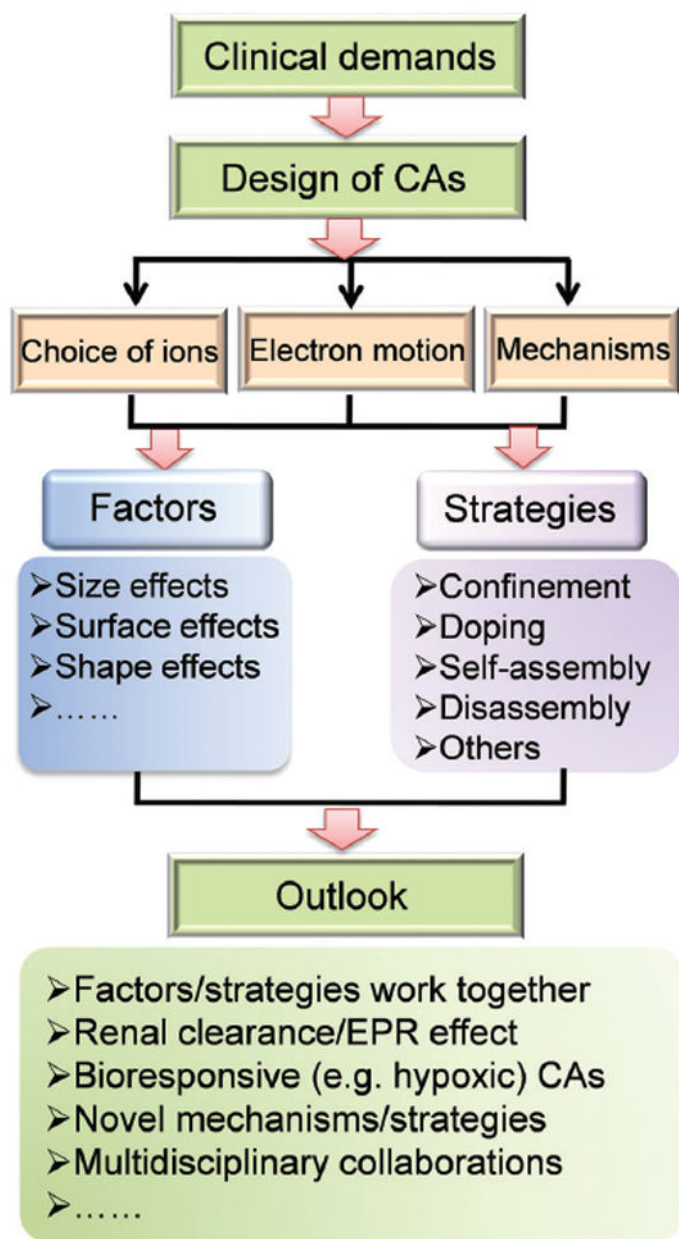 Clinical demands
Design of CAs
Choice of ions
Electron motion
Mechanisms
Factors
➢Size effects
➢Surface effects
➢Shape effects
➢……
Strategies
➢Confinement
➢Doping
➢Self-assembly
➢Disassembly
➢Others
Outlook
➢Factors/strategies work together
➢Renal clearance/EPR effect
➢Bioresponsive (e.g. hypoxic) CAs
➢Novel mechanisms/strategies
➢Multidisciplinary collaborations
➢……